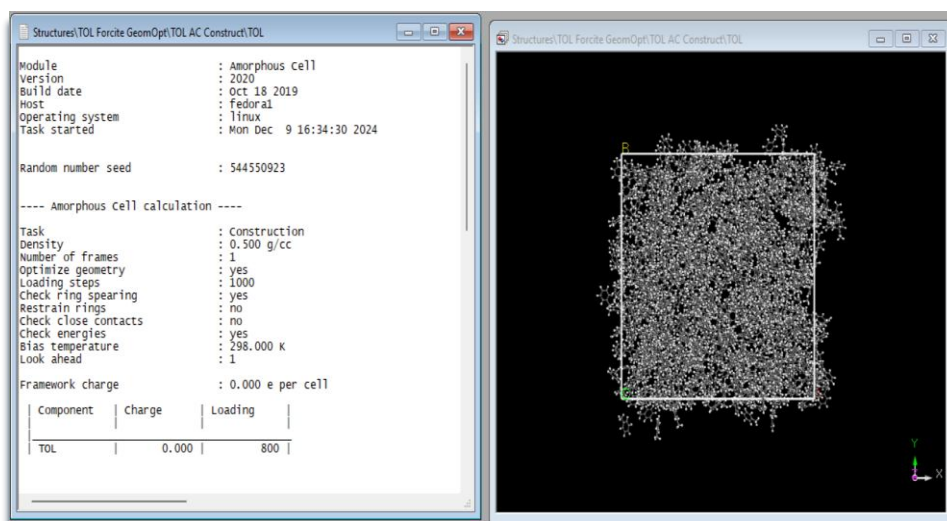 Structures\TOL Forcite GeomOpt\TOL AC Construct\TOL
Module : Amorphous Cell
Version : 2020
Build date : Oct 18 2019
Host : fedora1
Operating system : linux
Task started : Mon Dec 9 16:34:30 2024
Random number seed : 544550923
---- Amorphous Cell calculation ----
Task : Construction
Density : 0.500 g/cc
Number of frames : 1
Optimize geometry : yes
Loading steps : 1000
Check ring spearing : yes
Restrain rings : no
Check close contacts : no
Check energies : yes
Bias temperature : 298.000 K
Look ahead : 1
Framework charge : 0.000 e per cell
| Component | Charge | Loading |
| TOL | 0.000 | 800 |
Structures\TOL Forcite GeomOpt\TOL AC Construct\TOL
B
C
Y
X